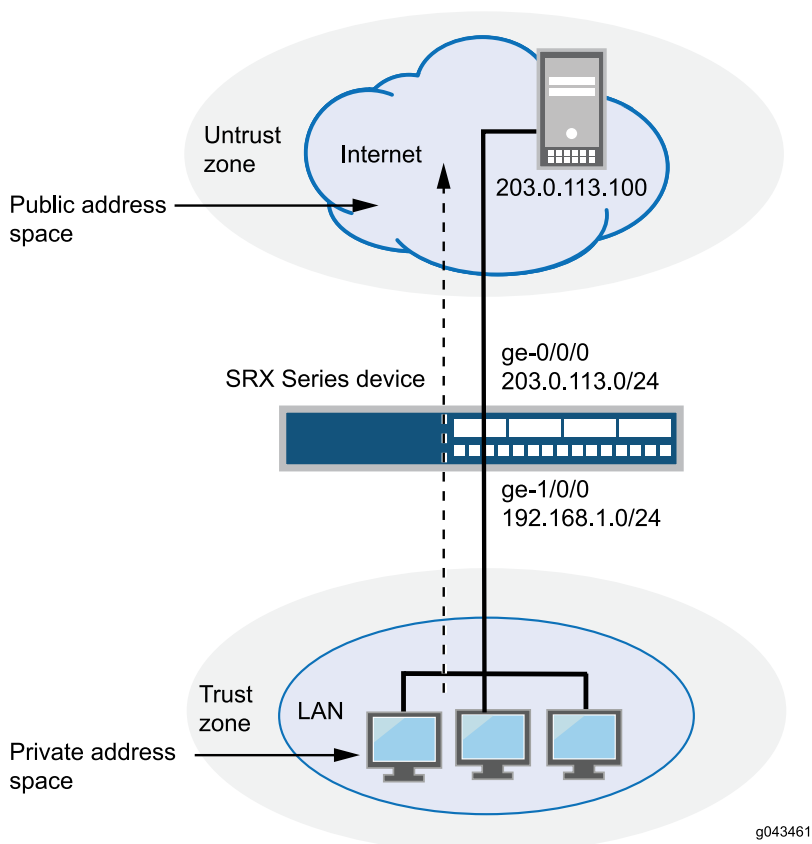 Untrust
zone
Internet
203.0.113.100
Public address
space
ge-0/0/0
203.0.113.0/24
SRX Series device
ge-1/0/0
192.168.1.0/24
Trust
zone
LAN
Private address
space
g043461